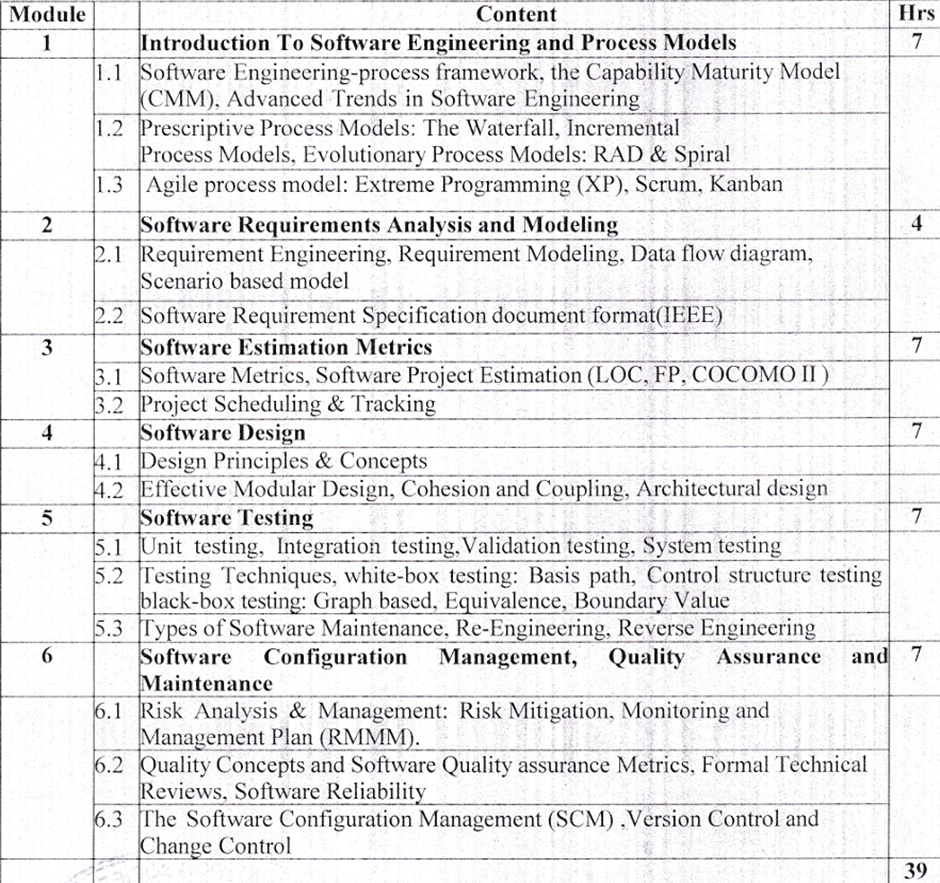 Module Content Hrs
1 Introduction To Software Engineering and Process Models 7
1.1 Software Engineering-process framework, the Capability Maturity Model
(CMM), Advanced Trends in Software Engineering
1.2 Prescriptive Process Models: The Waterfall, Incremental
Process Models, Evolutionary Process Models: RAD & Spiral
1.3 Agile process model: Extreme Programming (XP), Scrum, Kanban
2 Software Requirements Analysis and Modeling 4
2.1 Requirement Engineering, Requirement Modeling, Data flow diagram,
Scenario based model
2.2 Software Requirement Specification document format(IEEE)
3 Software Estimation Metrics 7
3.1 Software Metrics, Software Project Estimation (LOC, FP, COCOMO II )
3.2 Project Scheduling & Tracking
4 Software Design 7
4.1 Design Principles & Concepts
4.2 Effective Modular Design, Cohesion and Coupling, Architectural design
5 Software Testing 7
5.1 Unit testing, Integration testing,Validation testing, System testing
5.2 Testing Techniques, white-box testing: Basis path, Control structure testing
black-box testing: Graph based, Equivalence, Boundary Value
5.3 Types of Software Maintenance, Re-Engineering, Reverse Engineering
6 Software Configuration Management, Quality Assurance and 7
Maintenance
6.1 Risk Analysis & Management: Risk Mitigation, Monitoring and
Management Plan (RMMM).
6.2 Quality Concepts and Software Quality assurance Metrics, Formal Technical
Reviews, Software Reliability
6.3 The Software Configuration Management (SCM) ,Version Control and
Change Control
39